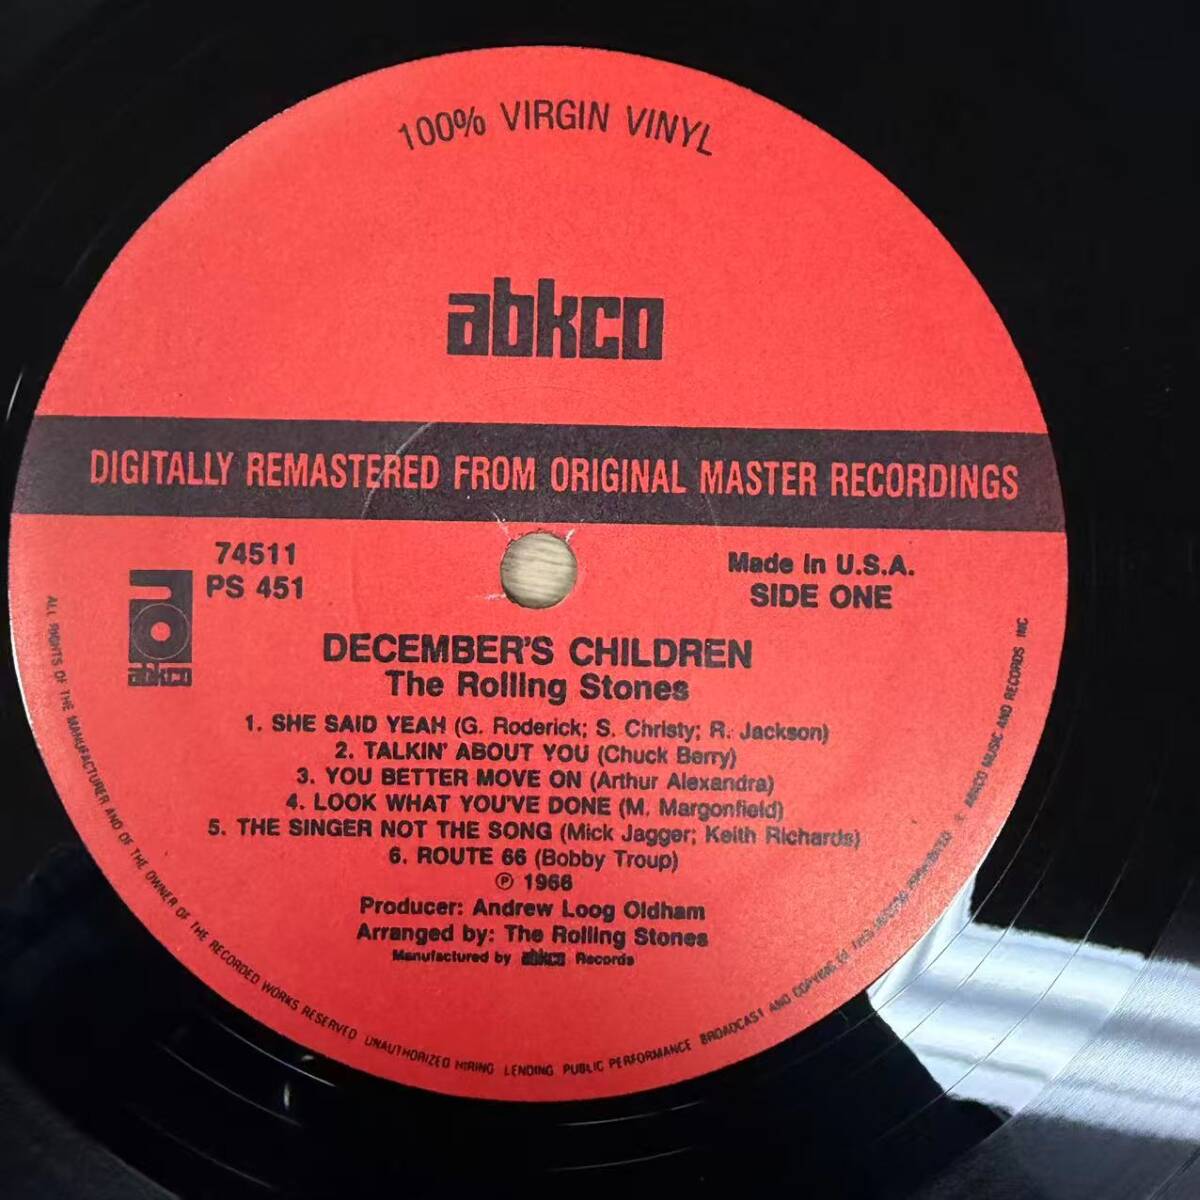 100% VIRGIN VINYL
abkco
DIGITALLY REMASTERED FROM ORIGINAL MASTER RECORDINGS
74511
PS 451
abkco
Made in U.S.A.
SIDE ONE
DECEMBER'S CHILDREN
The Rolling Stones
1. SHE SAID YEAH (G. Roderick; S. Christy; R. Jackson)
2. TALKIN' ABOUT YOU (Chuck Berry)
3. YOU BETTER MOVE ON (Arthur Alexandra)
4. LOOK WHAT YOU'VE DONE (M. Margonfield)
5. THE SINGER NOT THE SONG (Mick Jagger; Keith Richards)
6. ROUTE 66 (Bobby Troup)
℗ 1966
Producer: Andrew Loog Oldham
Arranged by: The Rolling Stones
Manufactured by abkco Records
ALL RIGHTS OF THE MANUFACTURER AND OF THE OWNER OF THE RECORDED WORKS RESERVED UNAUTHORIZED HIRING LENDING PUBLIC PERFORMANCE BROADCAST AND COPYING OF THIS RECORD PROHIBITED © ABKCO MUSIC AND RECORDS INC